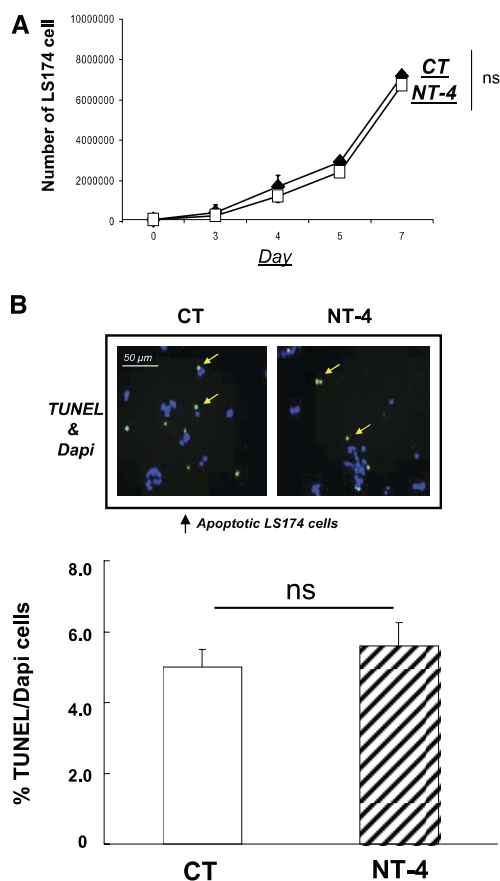 A
Number of LS174 cell
10000000
8000000
6000000
4000000
2000000
0
0 3 4 5 7
Day
CT
NT-4
ns
B
CT NT-4
50 µm
TUNEL
&
Dapi
Apoptotic LS174 cells
% TUNEL/Dapi cells
8.0
6.0
4.0
2.0
0
ns
CT NT-4